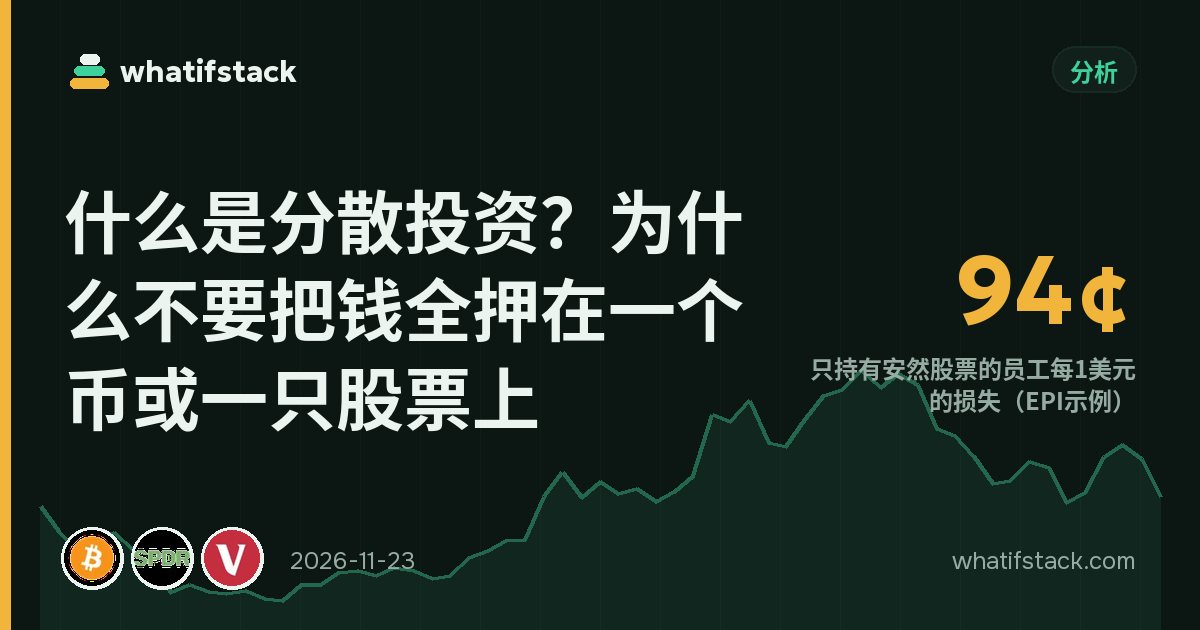 whatifstack
分析
什么是分散投资？为什
么不要把钱全押在一个
币或一只股票上
94¢
只持有安然股票的员工每1美元
的损失（EPI示例）
SPDR
V
2026-11-23
whatifstack.com